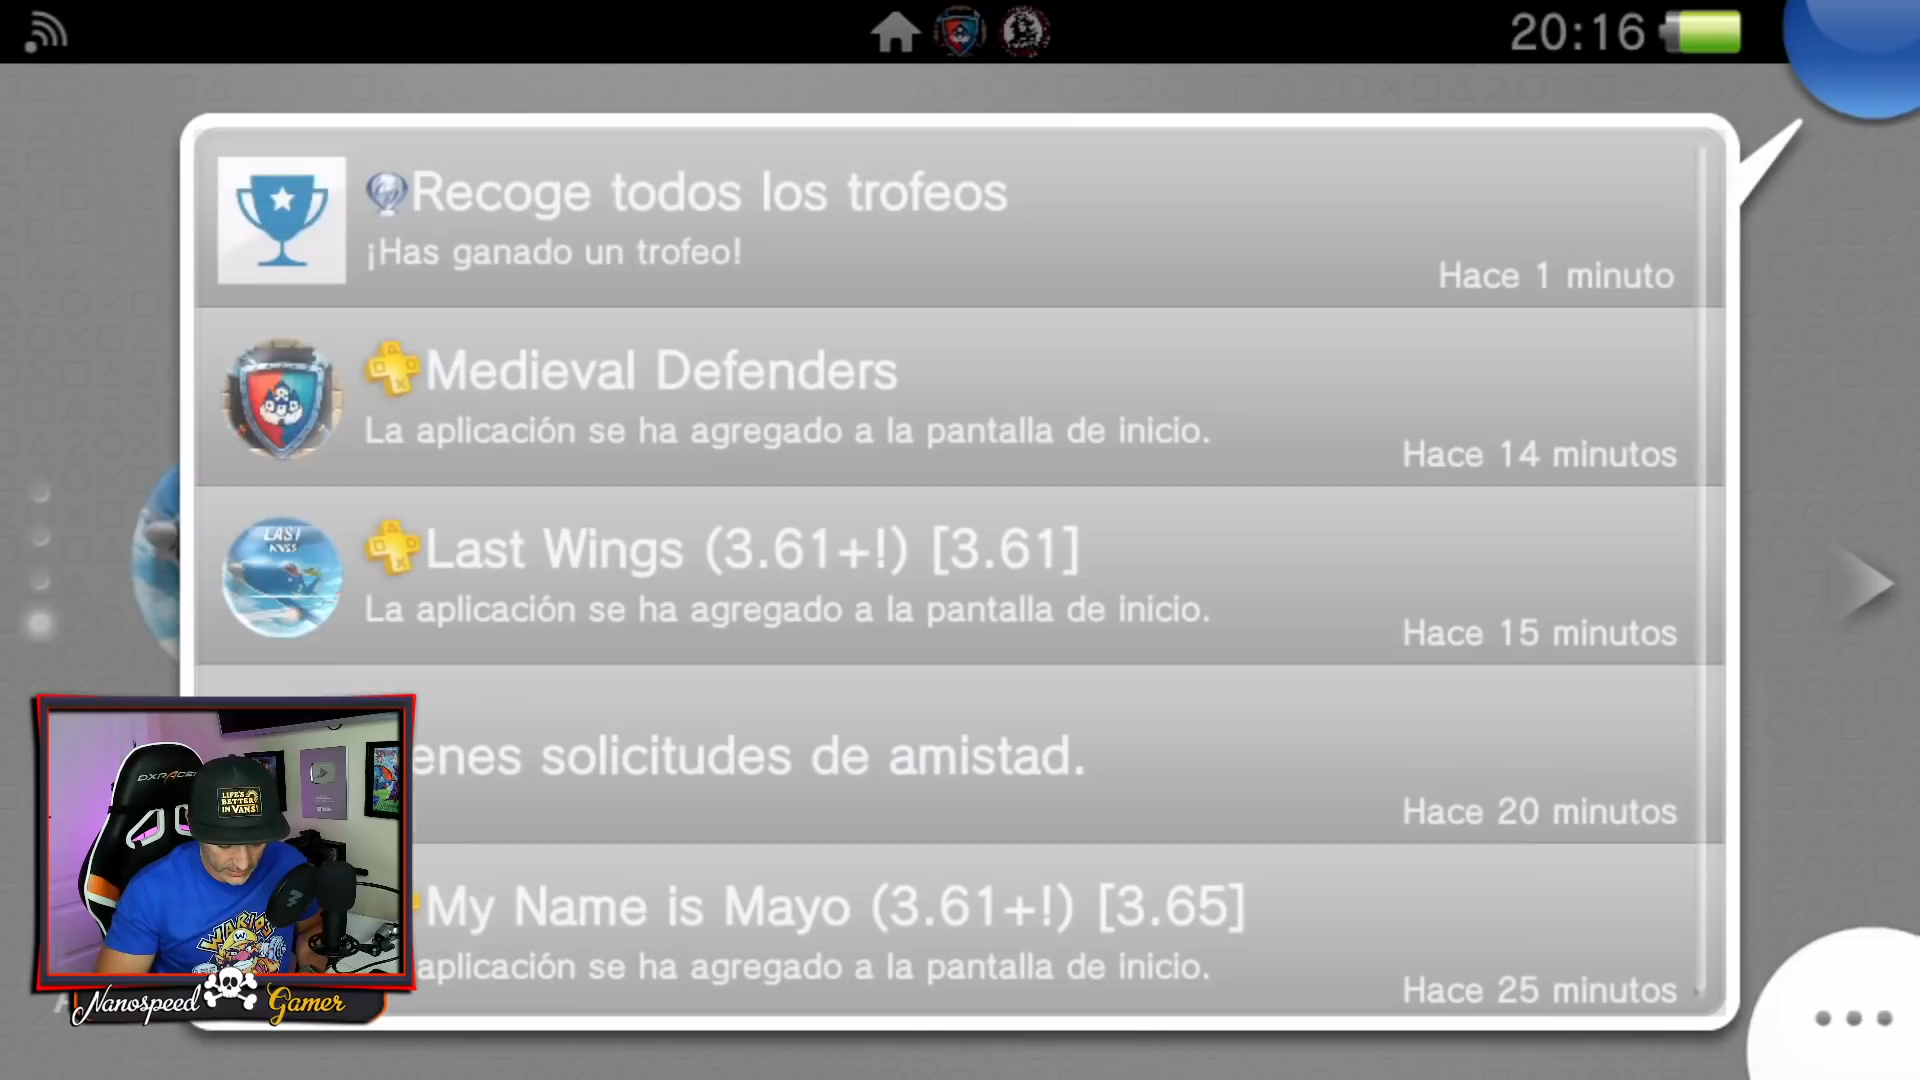 20:16
Recoge todos los trofeos
¡Has ganado un trofeo!
Hace 1 minuto
Medieval Defenders
La aplicación se ha agregado a la pantalla de inicio.
Hace 14 minutos
LAST
Last Wings (3.61+!) [3.61]
La aplicación se ha agregado a la pantalla de inicio.
Hace 15 minutos
enes solicitudes de amistad.
Hace 20 minutos
My Name is Mayo (3.61+!) [3.65]
aplicación se ha agregado a la pantalla de inicio.
Hace 25 minutos
DXRACER
LIFE'S
BETTER
IN VANS!
WARIO'S
W
Nanospeed Gamer